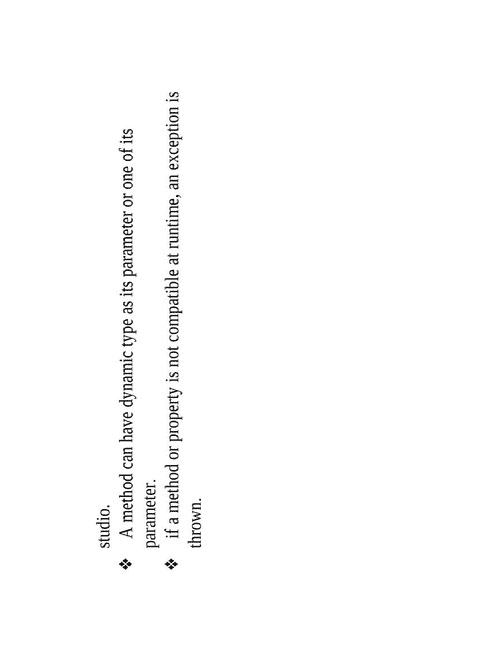 studio.
❖ A method can have dynamic type as its parameter or one of its
parameter.
❖ if a method or property is not compatible at runtime, an exception is
thrown.